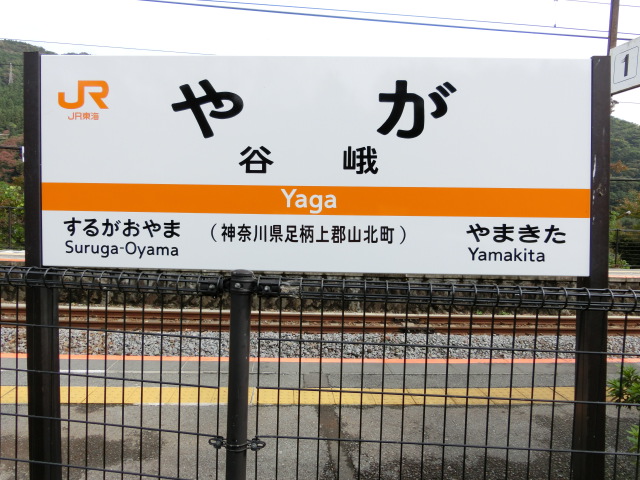 JR
JR東海
やが
谷峨
Yaga
するがおやま
Suruga-Oyama
（神奈川県足柄上郡山北町）
やまきた
Yamakita
1